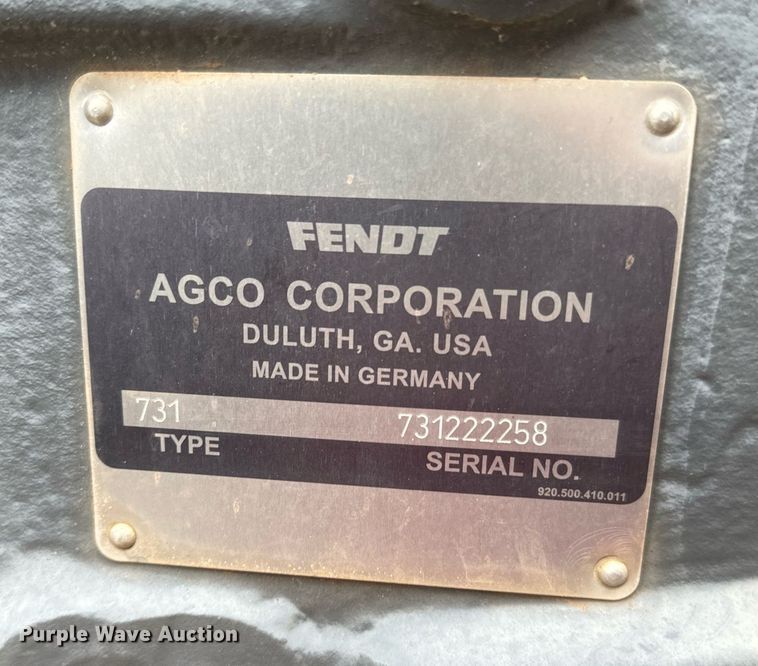 FENDT
AGCO CORPORATION
DULUTH, GA. USA
MADE IN GERMANY
731 731222258
TYPE SERIAL NO.
920.500.410.011
Purple Wave Auction